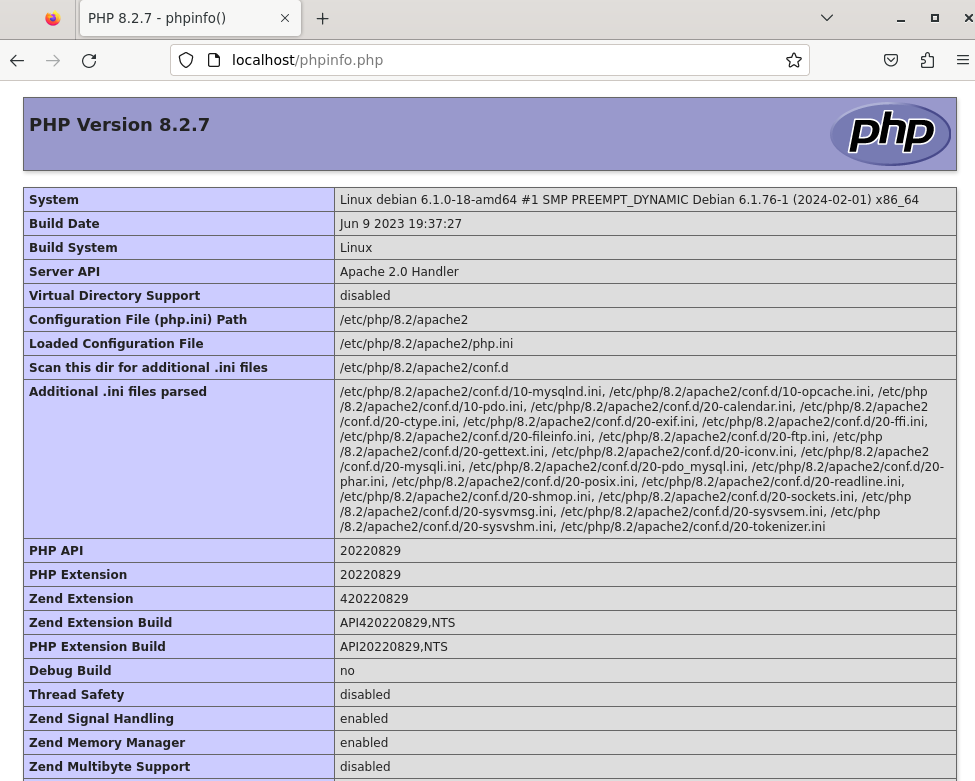 PHP 8.2.7 - phpinfo()
localhost/phpinfo.php
PHP Version 8.2.7
php
System Linux debian 6.1.0-18-amd64 #1 SMP PREEMPT_DYNAMIC Debian 6.1.76-1 (2024-02-01) x86_64
Build Date Jun 9 2023 19:37:27
Build System Linux
Server API Apache 2.0 Handler
Virtual Directory Support disabled
Configuration File (php.ini) Path /etc/php/8.2/apache2
Loaded Configuration File /etc/php/8.2/apache2/php.ini
Scan this dir for additional .ini files /etc/php/8.2/apache2/conf.d
Additional .ini files parsed /etc/php/8.2/apache2/conf.d/10-mysqlnd.ini, /etc/php/8.2/apache2/conf.d/10-opcache.ini, /etc/php
/8.2/apache2/conf.d/10-pdo.ini, /etc/php/8.2/apache2/conf.d/20-calendar.ini, /etc/php/8.2/apache2
/conf.d/20-ctype.ini, /etc/php/8.2/apache2/conf.d/20-exif.ini, /etc/php/8.2/apache2/conf.d/20-ffi.ini,
/etc/php/8.2/apache2/conf.d/20-fileinfo.ini, /etc/php/8.2/apache2/conf.d/20-ftp.ini, /etc/php
/8.2/apache2/conf.d/20-gettext.ini, /etc/php/8.2/apache2/conf.d/20-iconv.ini, /etc/php/8.2/apache2
/conf.d/20-mysqli.ini, /etc/php/8.2/apache2/conf.d/20-pdo_mysql.ini, /etc/php/8.2/apache2/conf.d/20-
phar.ini, /etc/php/8.2/apache2/conf.d/20-posix.ini, /etc/php/8.2/apache2/conf.d/20-readline.ini,
/etc/php/8.2/apache2/conf.d/20-shmop.ini, /etc/php/8.2/apache2/conf.d/20-sockets.ini, /etc/php
/8.2/apache2/conf.d/20-sysvmsg.ini, /etc/php/8.2/apache2/conf.d/20-sysvsem.ini, /etc/php
/8.2/apache2/conf.d/20-sysvshm.ini, /etc/php/8.2/apache2/conf.d/20-tokenizer.ini
PHP API 20220829
PHP Extension 20220829
Zend Extension 420220829
Zend Extension Build API420220829,NTS
PHP Extension Build API20220829,NTS
Debug Build no
Thread Safety disabled
Zend Signal Handling enabled
Zend Memory Manager enabled
Zend Multibyte Support disabled